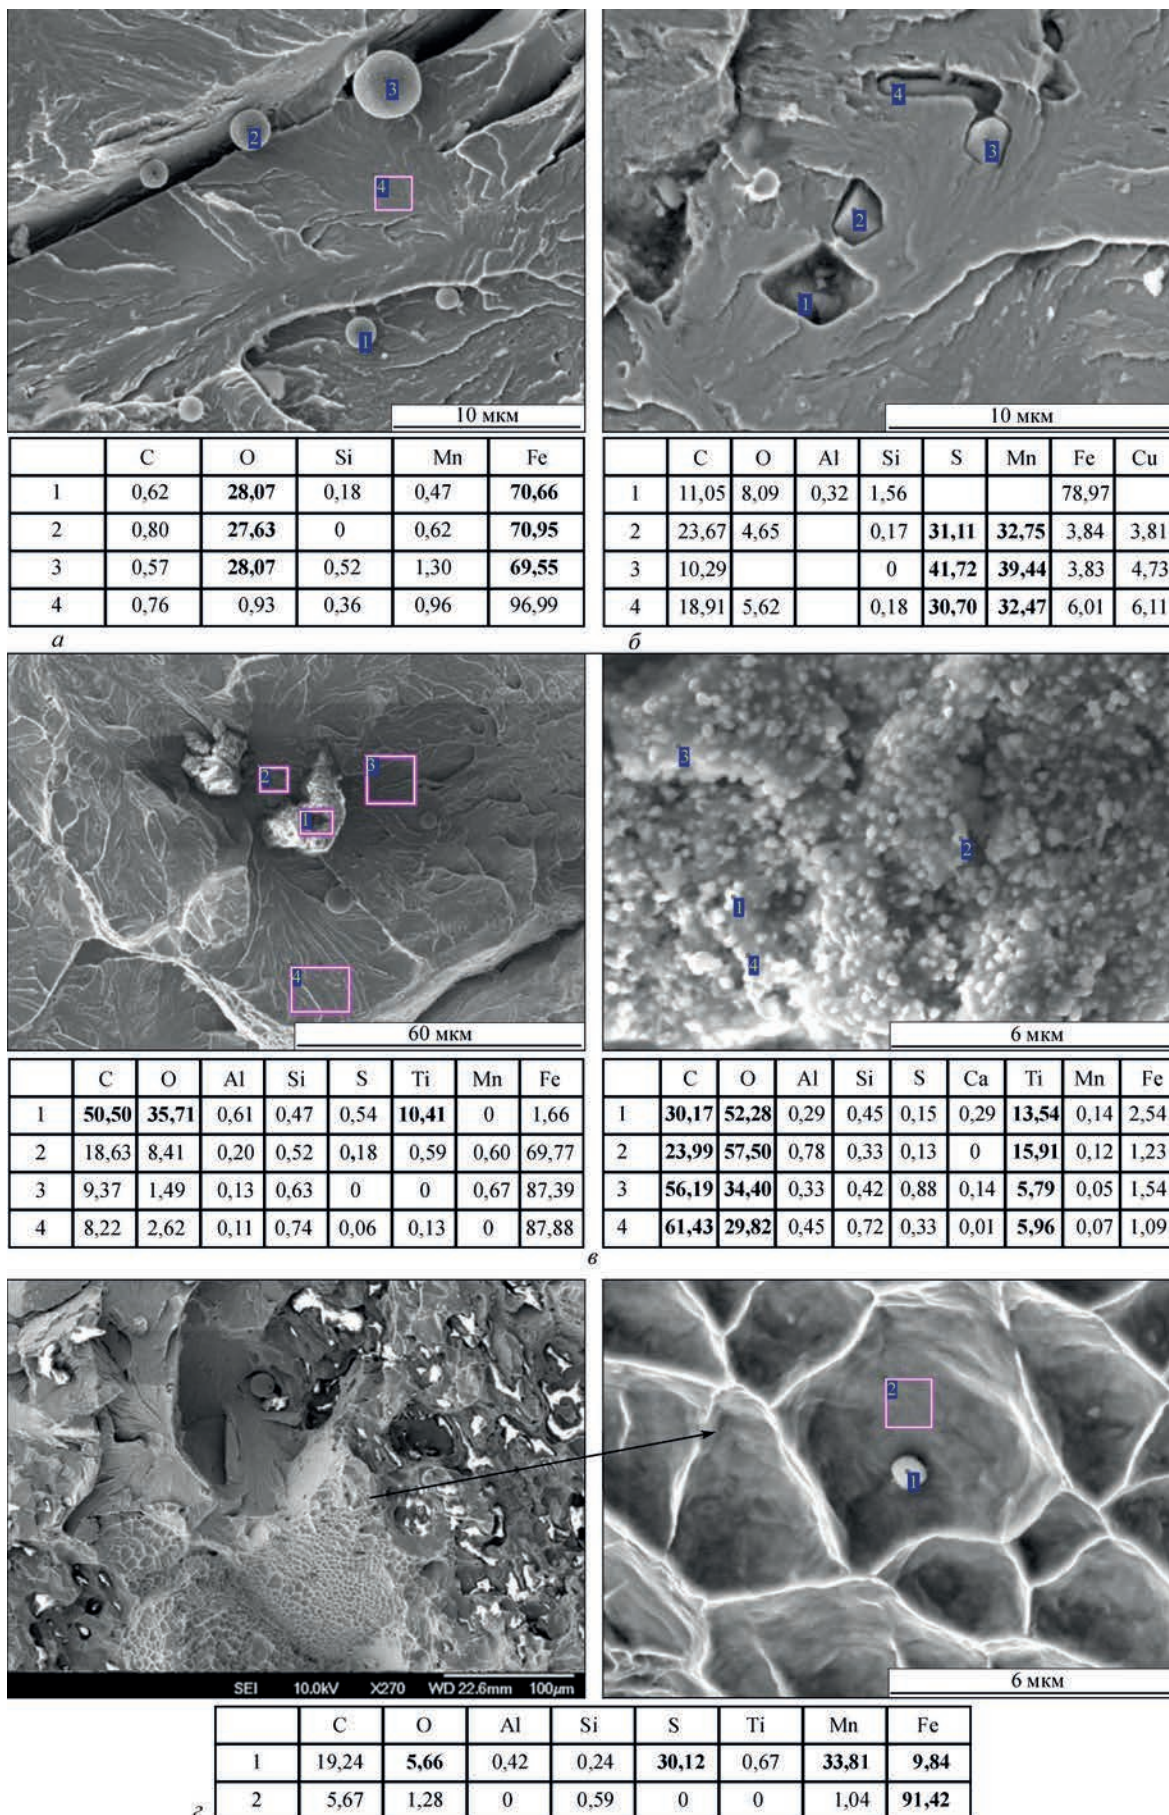 3
2
4
1
10 мкм
4
3
2
1
10 мкм
C O Si Mn Fe
1 0,62 28,07 0,18 0,47 70,66
2 0,80 27,63 0 0,62 70,95
3 0,57 28,07 0,52 1,30 69,55
4 0,76 0,93 0,36 0,96 96,99
а
C O Al Si S Mn Fe Cu
1 11,05 8,09 0,32 1,56 78,97
2 23,67 4,65 0,17 31,11 32,75 3,84 3,81
3 10,29 0 41,72 39,44 3,83 4,73
4 18,91 5,62 0,18 30,70 32,47 6,01 6,11
б
2
3
1
4
60 мкм
3
2
1
4
6 мкм
C O Al Si S Ti Mn Fe
1 50,50 35,71 0,61 0,47 0,54 10,41 0 1,66
2 18,63 8,41 0,20 0,52 0,18 0,59 0,60 69,77
3 9,37 1,49 0,13 0,63 0 0 0,67 87,39
4 8,22 2,62 0,11 0,74 0,06 0,13 0 87,88
C O Al Si S Ca Ti Mn Fe
1 30,17 52,28 0,29 0,45 0,15 0,29 13,54 0,14 2,54
2 23,99 57,50 0,78 0,33 0,13 0 15,91 0,12 1,23
3 56,19 34,40 0,33 0,42 0,88 0,14 5,79 0,05 1,54
4 61,43 29,82 0,45 0,72 0,33 0,01 5,96 0,07 1,09
в
SEI 10.0kV X270 WD 22.6mm 100µm
2
1
6 мкм
C O Al Si S Ti Mn Fe
1 19,24 5,66 0,42 0,24 30,12 0,67 33,81 9,84
2 5,67 1,28 0 0,59 0 0 1,04 91,42
г